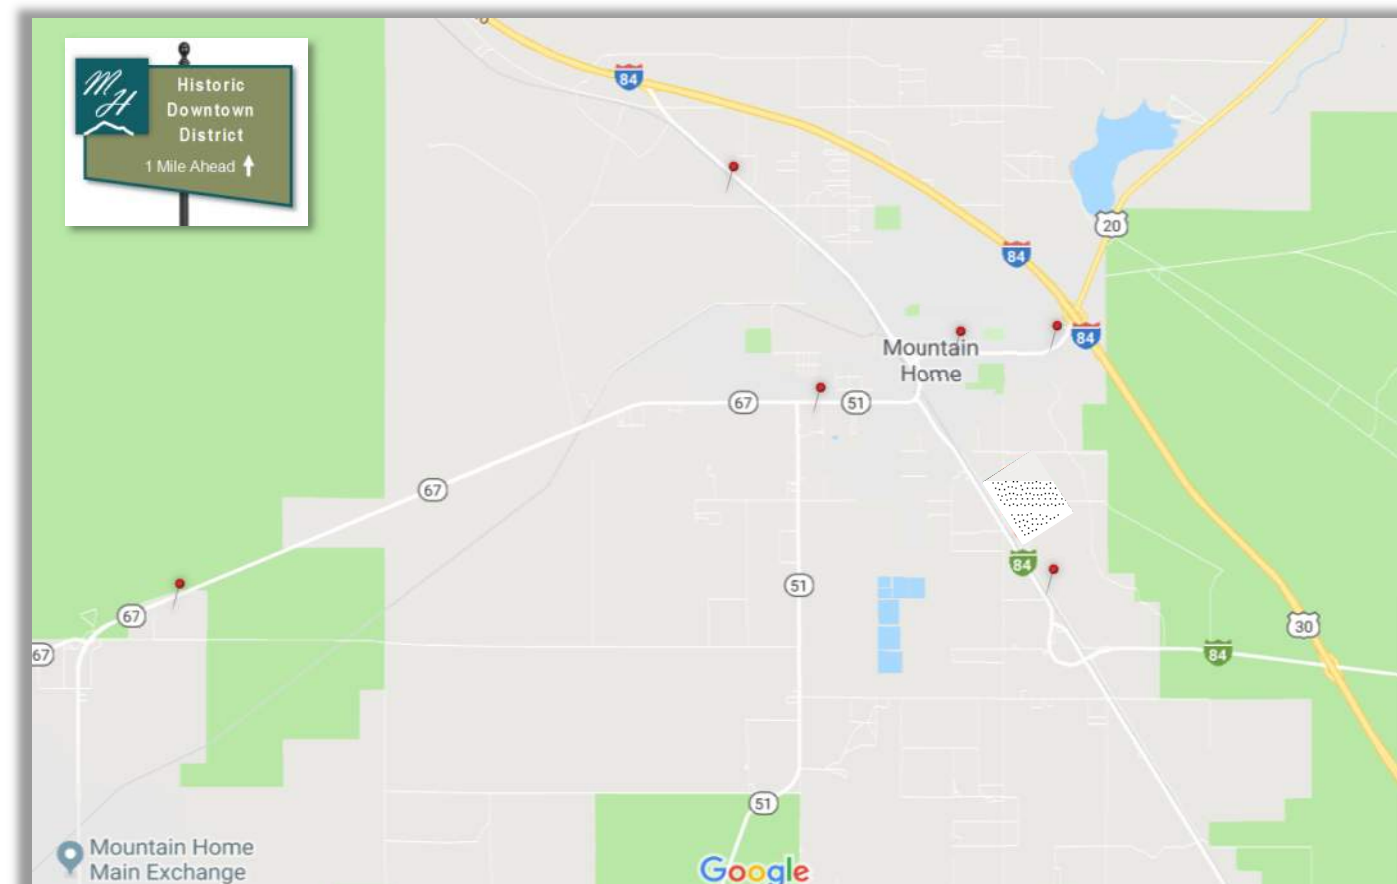 MH
Historic
Downtown
District
1 Mile Ahead
84
20
84
84
Mountain
Home
67
51
67
51
84
67
30
67
84
51
Mountain Home
Main Exchange
Google